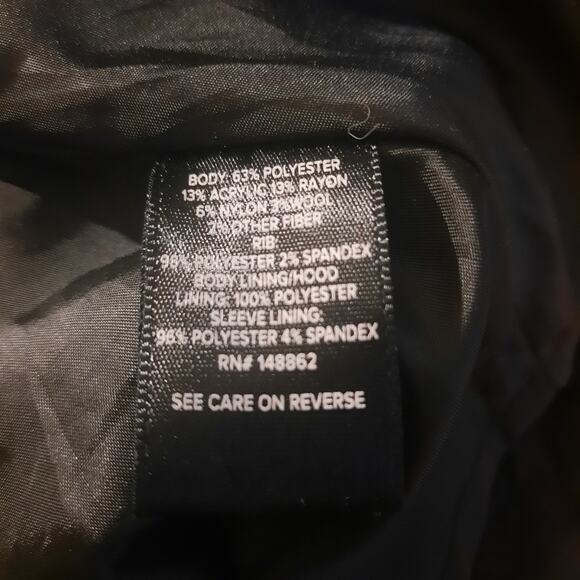 BODY: 63% POLYESTER
13% ACRYLIC 13% RAYON
6% NYLON 3% WOOL
2% OTHER FIBER
RIB:
98% POLYESTER 2% SPANDEX
BODY LINING/HOOD
LINING: 100% POLYESTER
SLEEVE LINING:
96% POLYESTER 4% SPANDEX
RN# 148862
SEE CARE ON REVERSE